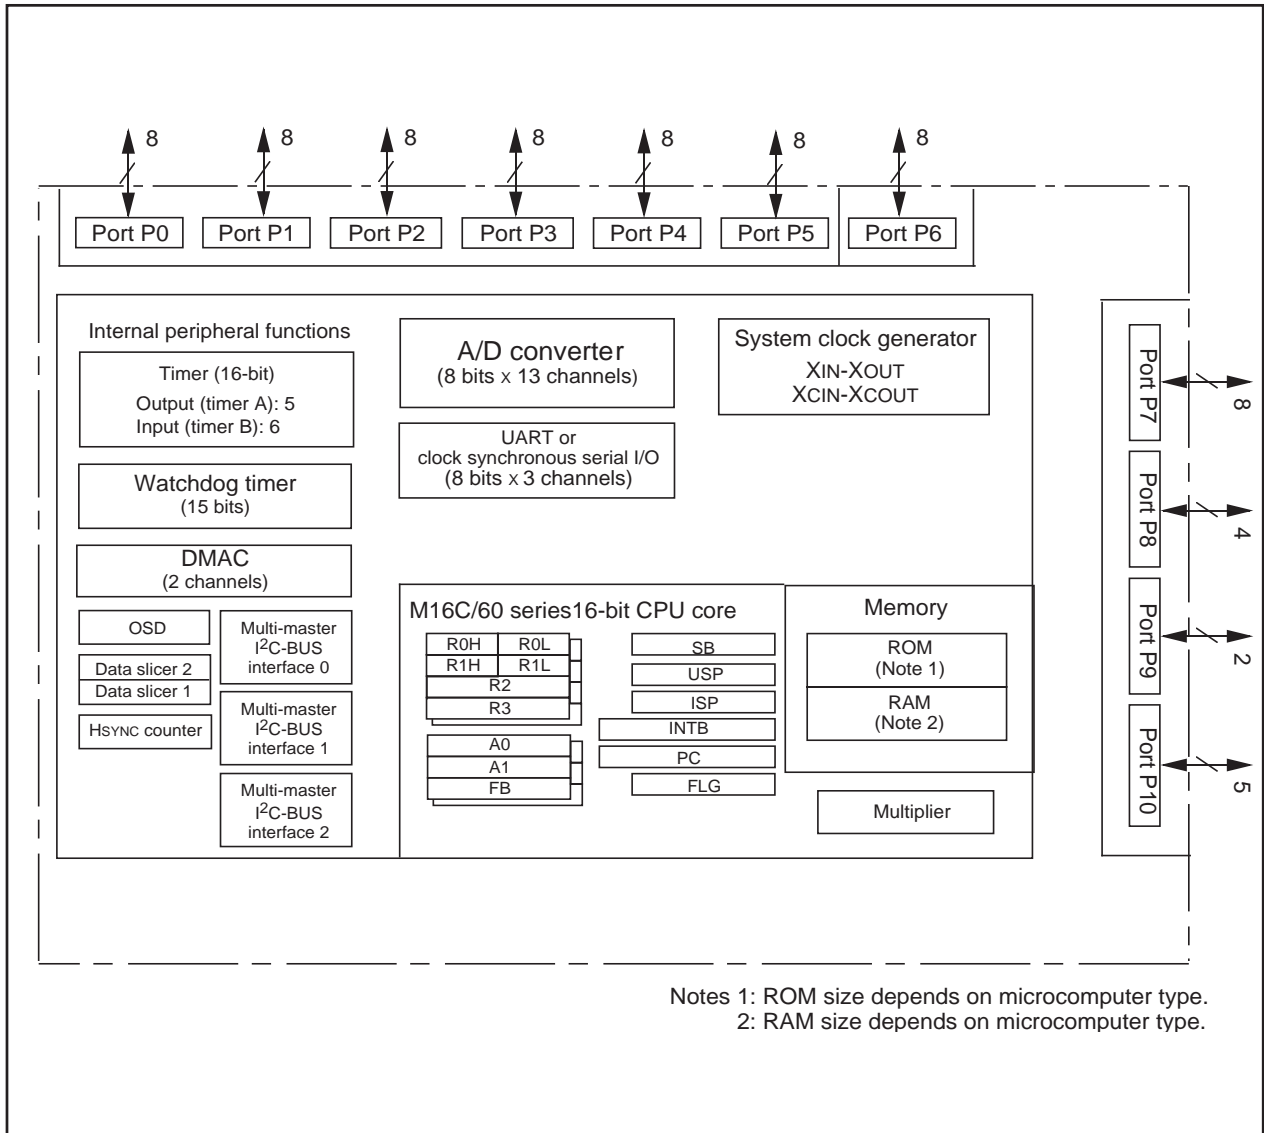 8 8 8 8 8 8 8
Port P0 Port P1 Port P2 Port P3 Port P4 Port P5 Port P6
Internal peripheral functions
Timer (16-bit)
Output (timer A): 5
Input (timer B): 6
Watchdog timer
(15 bits)
DMAC
(2 channels)
OSD
Data slicer 2
Data slicer 1
HSYNC counter
Multi-master
I2C-BUS
interface 0
Multi-master
I2C-BUS
interface 1
Multi-master
I2C-BUS
interface 2
A/D converter
(8 bits x 13 channels)
UART or
clock synchronous serial I/O
(8 bits x 3 channels)
System clock generator
XIN-XOUT
XCIN-XCOUT
M16C/60 series16-bit CPU core
R0H R0L
R1H R1L
R2
R3
A0
A1
FB
SB
USP
ISP
INTB
PC
FLG
Memory
ROM
(Note 1)
RAM
(Note 2)
Multiplier
Port P7
8
Port P8
4
Port P9
2
Port P10
5
Notes 1: ROM size depends on microcomputer type.
2: RAM size depends on microcomputer type.